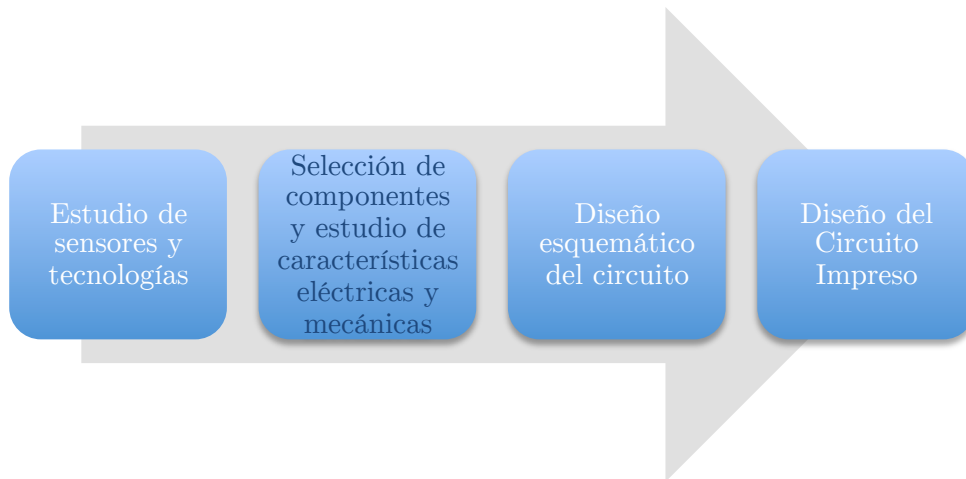 Estudio de
sensores y
tecnologías
Selección de
componentes
y estudio de
característícas
eléctricas y
mecánicas
Diseño
esquemático
del circuito
Diseño del
Circuito
Impreso